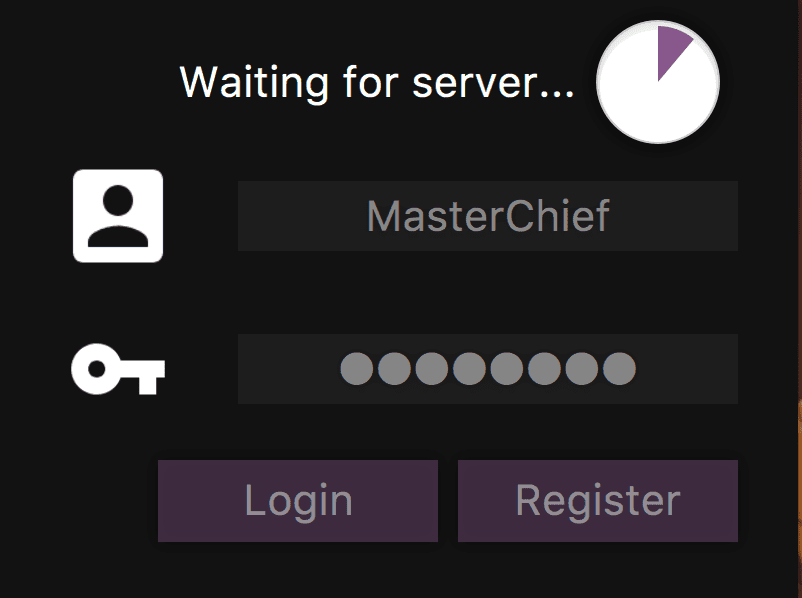 Waiting for server...
MasterChief
●●●●●●●●
Login
Register